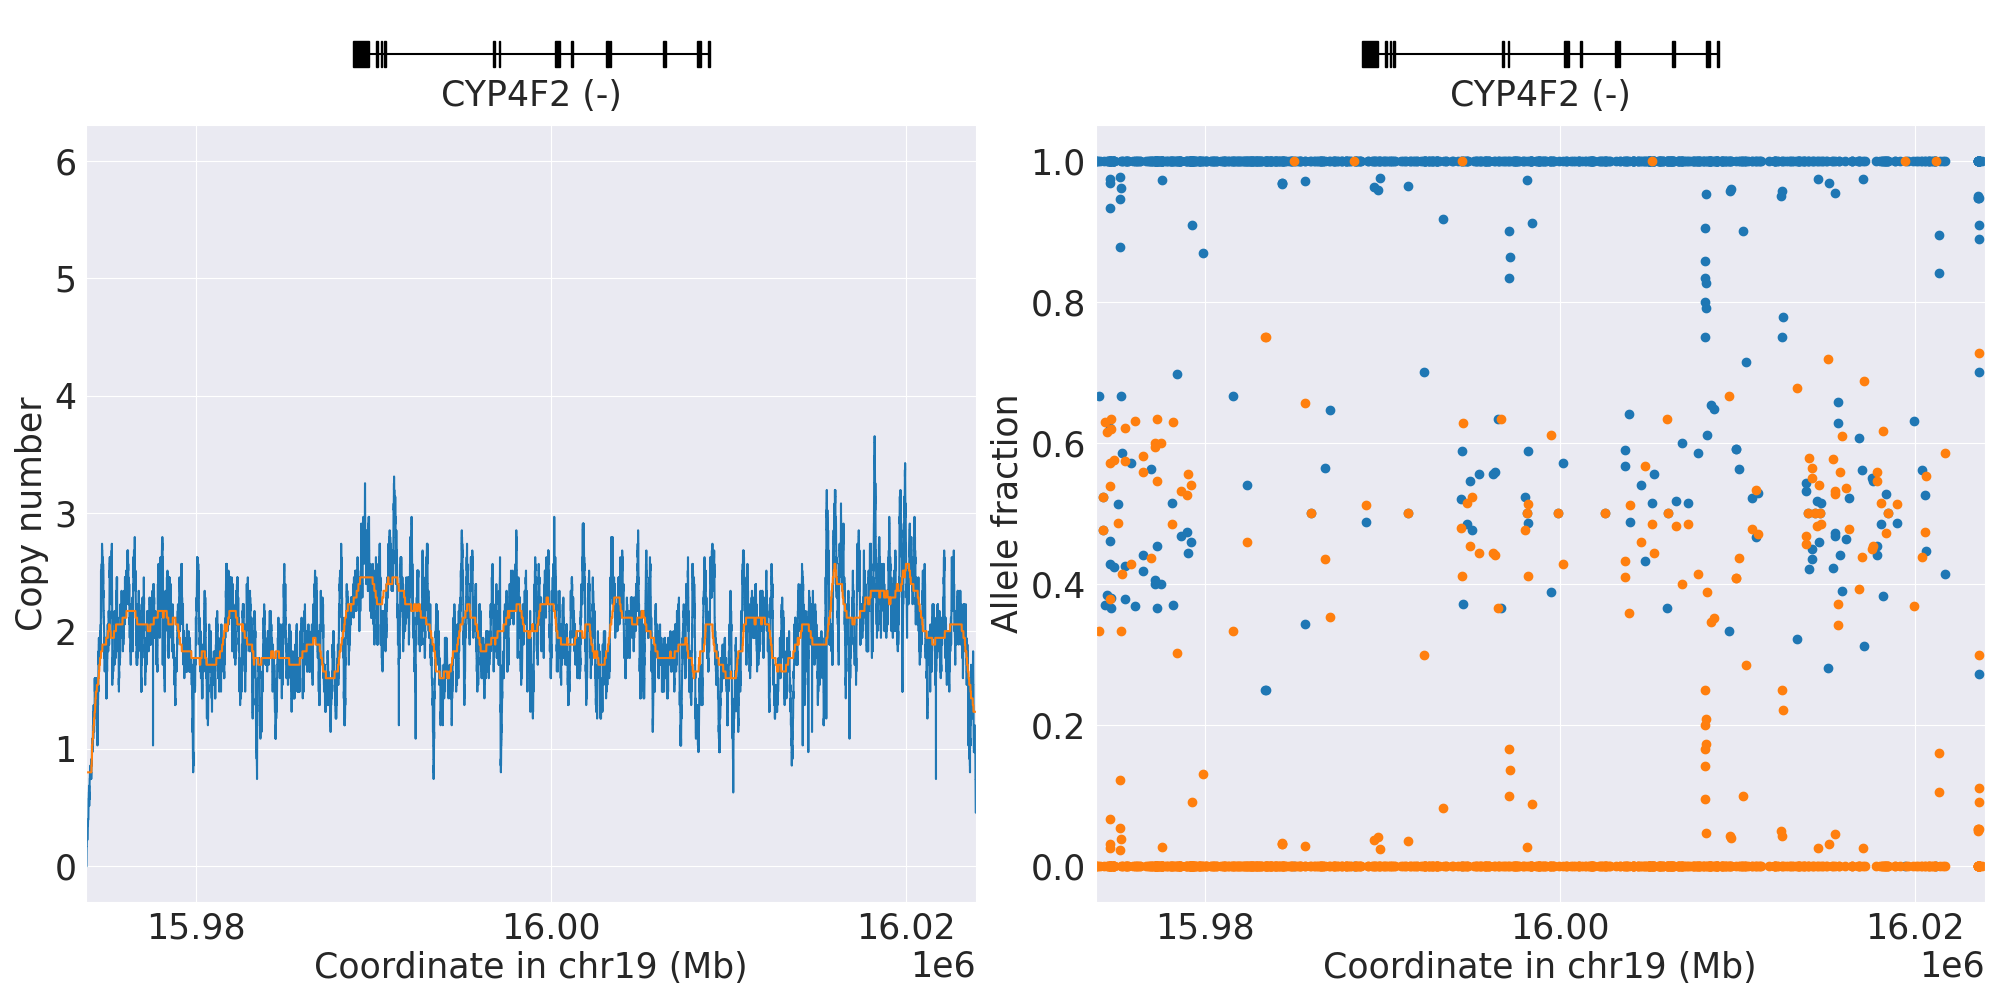 CYP4F2 (-)
Copy number
6
5
4
3
2
1
0
15.98
16.00
16.02
Coordinate in chr19 (Mb)
1e6
CYP4F2 (-)
Allele fraction
1.0
0.8
0.6
0.4
0.2
0.0
15.98
16.00
16.02
Coordinate in chr19 (Mb)
1e6